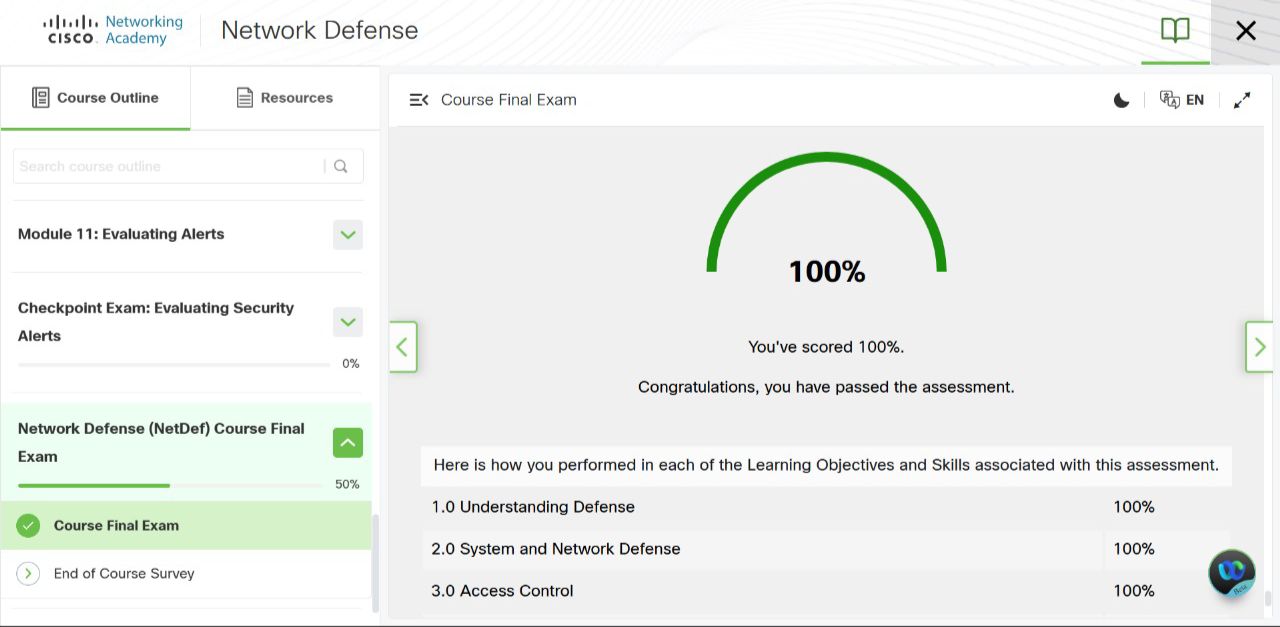 CISCO
Networking
Academy
Network Defense
Course Outline
Resources
Search course outline
Module 11: Evaluating Alerts
Checkpoint Exam: Evaluating Security
Alerts
0%
Network Defense (NetDef) Course Final
Exam
50%
Course Final Exam
End of Course Survey
Course Final Exam
EN
100%
You've scored 100%.
Congratulations, you have passed the assessment.
Here is how you performed in each of the Learning Objectives and Skills associated with this assessment.
1.0 Understanding Defense 100%
2.0 System and Network Defense 100%
3.0 Access Control 100%
Beta